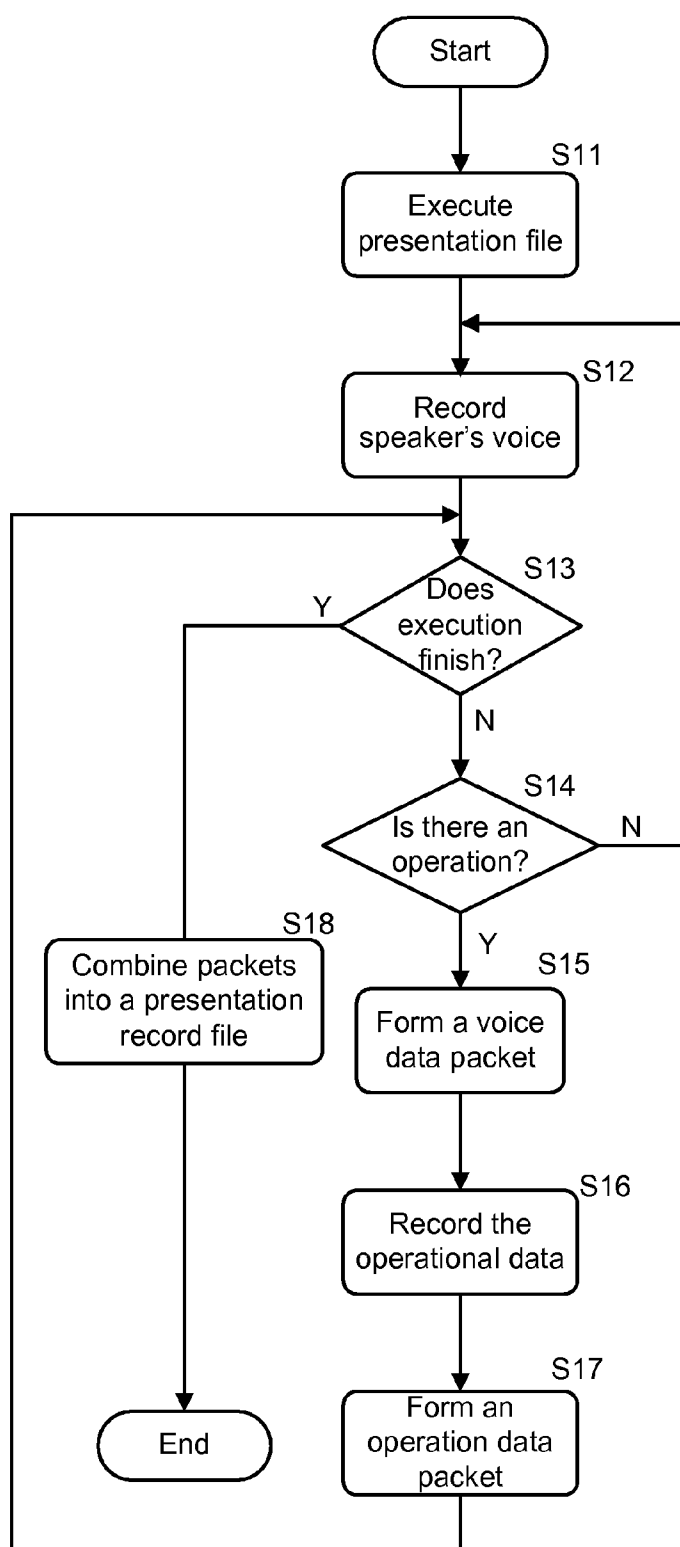 Start
S11
Execute
presentation file
S12
Record
speaker's voice
S13
Does
execution
finish?
Y
N
S14
Is there an
operation?
N
Y
S18
Combine packets
into a presentation
record file
S15
Form a voice
data packet
S16
Record the
operational data
S17
Form an
operation data
packet
End